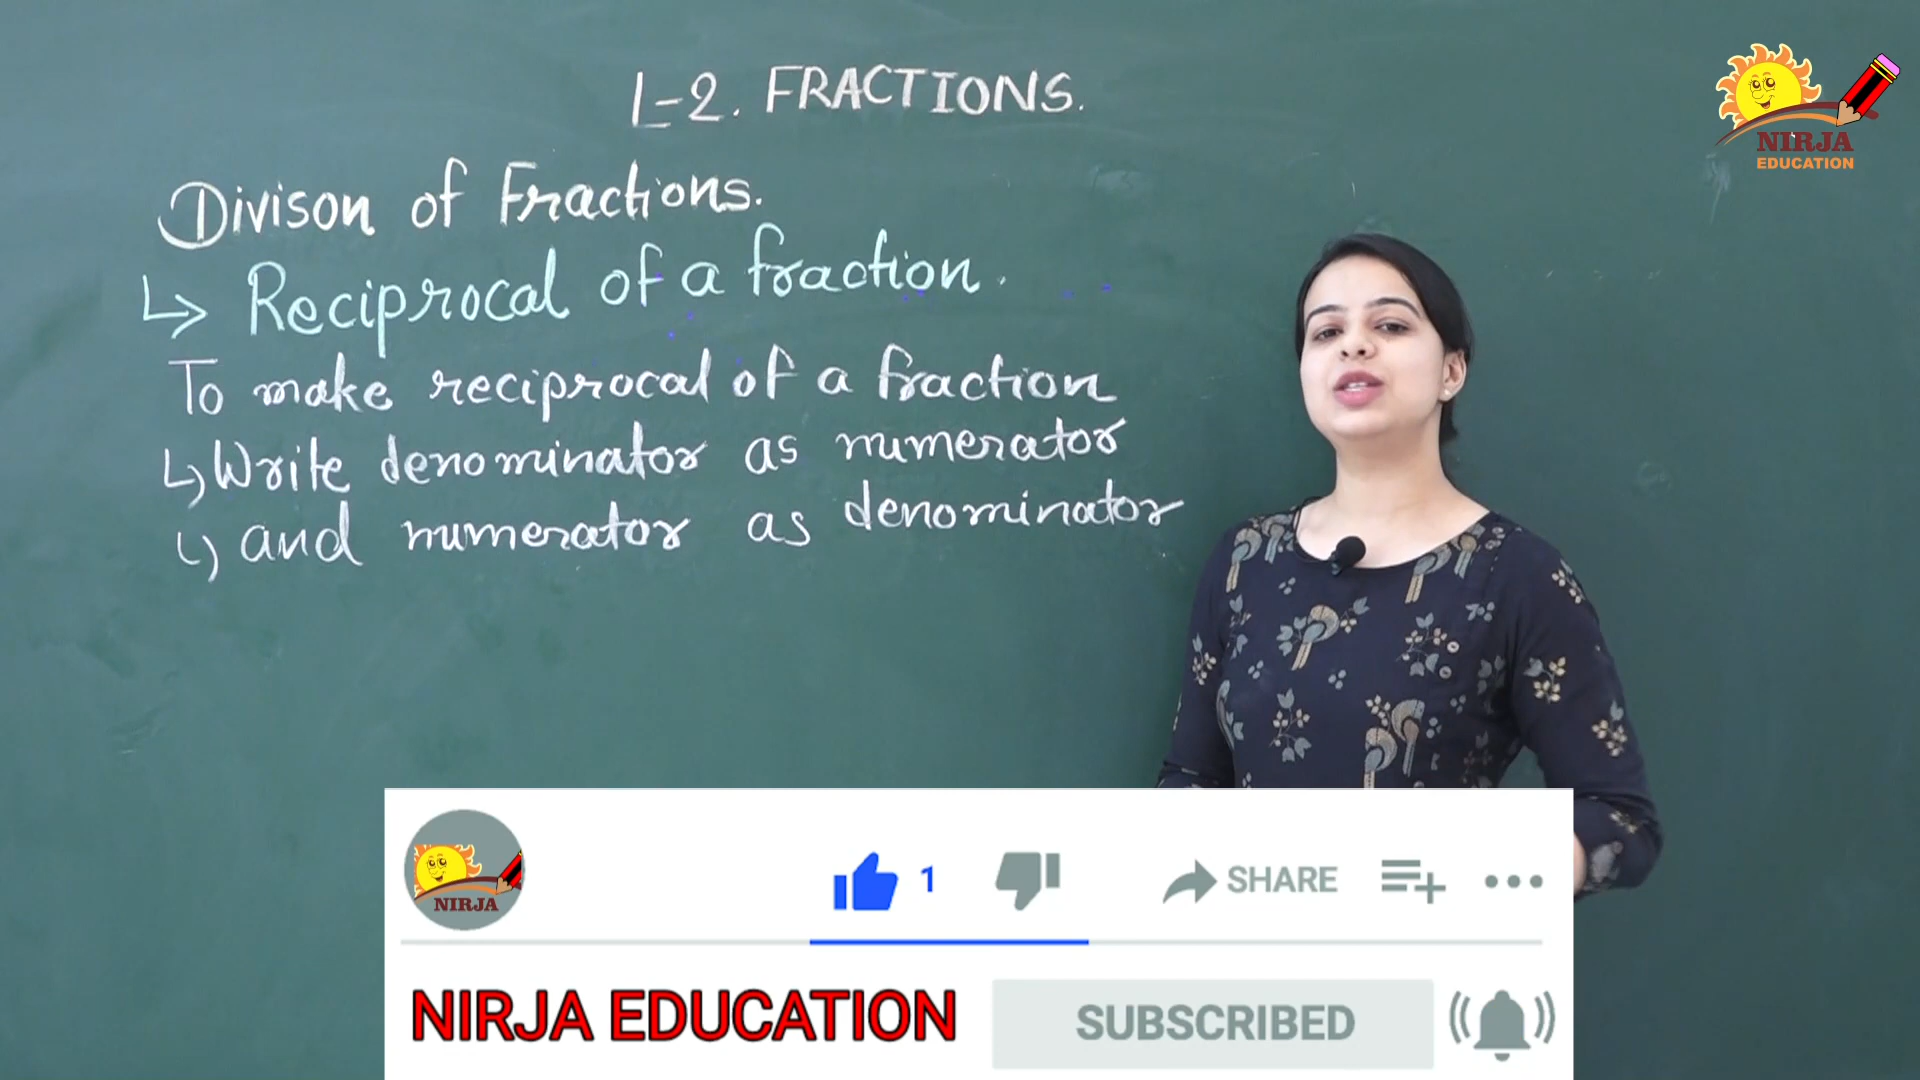 L-2. FRACTIONS.
NIRJA
EDUCATION
Divison of Fractions.
↳ Reciprocal of a fraction.
To make reciprocal of a fraction
↳ Write denominator as numerator
↳ and numerator as denominator
NIRJA
1
SHARE
NIRJA EDUCATION
SUBSCRIBED